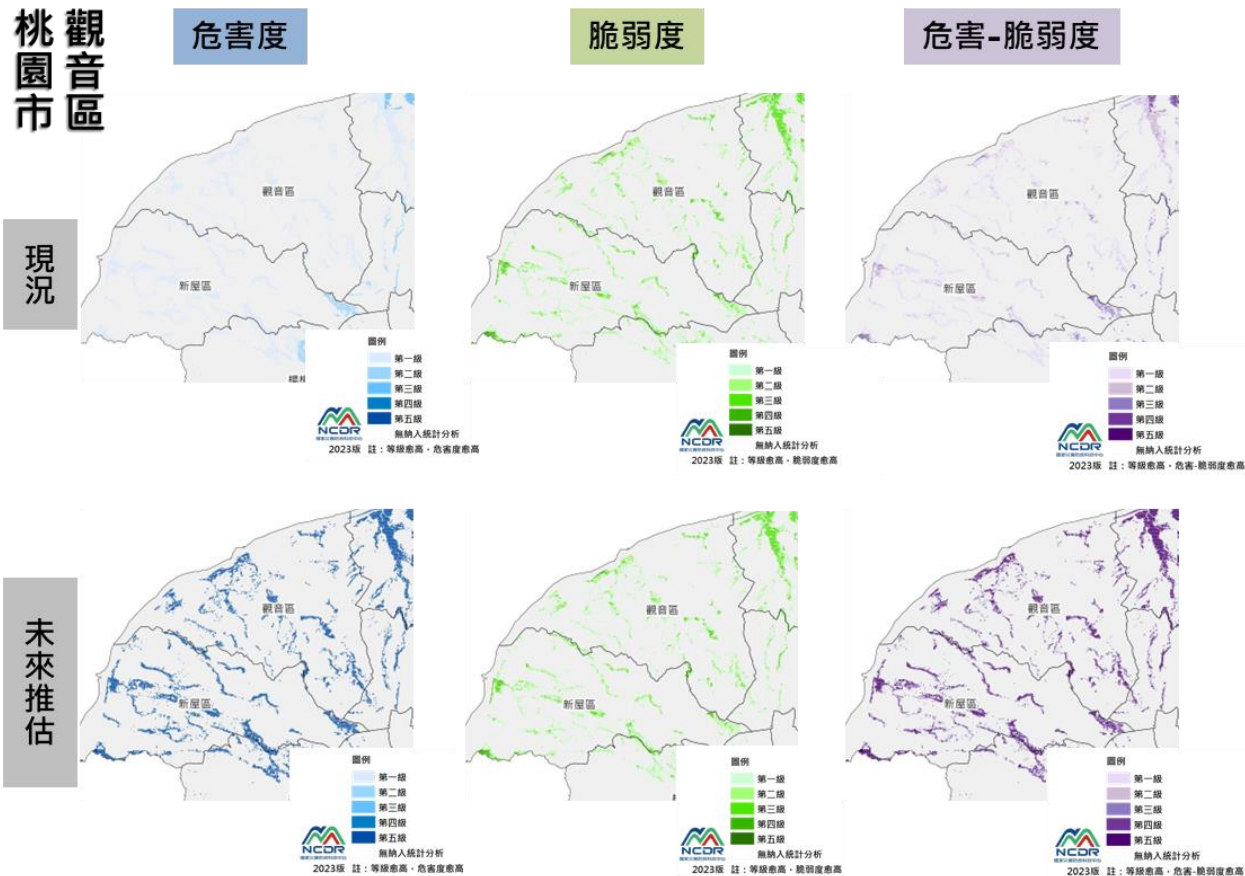 桃園市
觀音區
危害度
脆弱度
危害-脆弱度
現況
觀音區
新屋區
圖例
第一級
第二級
第三級
第四級
第五級
無納入統計分析
NCDR
2023版 註：等級愈高，危害度愈高
觀音區
新屋區
圖例
第一級
第二級
第三級
第四級
第五級
無納入統計分析
NCDR
2023版 註：等級愈高，脆弱度愈高
觀音區
新屋區
圖例
第一級
第二級
第三級
第四級
第五級
無納入統計分析
NCDR
2023版 註：等級愈高，危害-脆弱度愈高
未來推估
觀音區
新屋區
圖例
第一級
第二級
第三級
第四級
第五級
無納入統計分析
NCDR
2023版 註：等級愈高，危害度愈高
觀音區
新屋區
圖例
第一級
第二級
第三級
第四級
第五級
無納入統計分析
NCDR
2023版 註：等級愈高，脆弱度愈高
觀音區
新屋區
圖例
第一級
第二級
第三級
第四級
第五級
無納入統計分析
NCDR
2023版 註：等級愈高，危害-脆弱度愈高